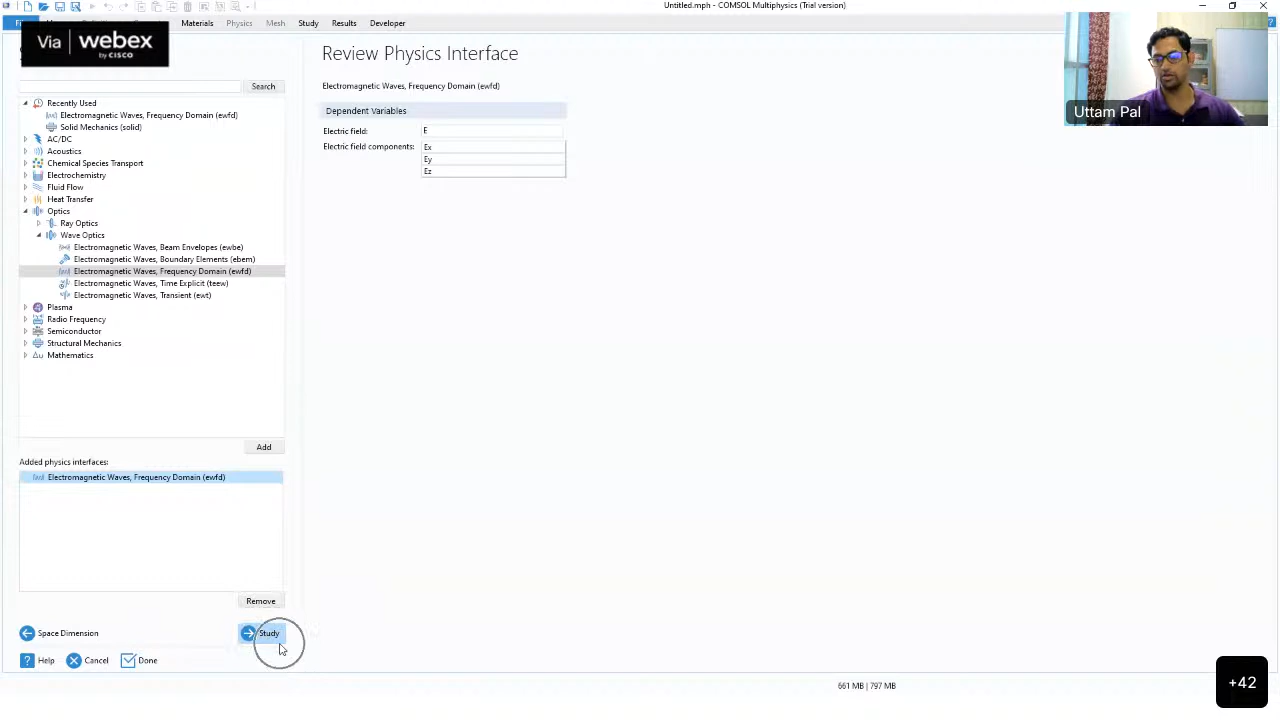 Untitled.mph - COMSOL Multiphysics (Trial version)
Materials Physics Mesh Study Results Developer
Via webex
by CISCO
Uttam Pal
Search
Recently Used
Electromagnetic Waves, Frequency Domain (ewfd)
Solid Mechanics (solid)
AC/DC
Acoustics
Chemical Species Transport
Electrochemistry
Fluid Flow
Heat Transfer
Optics
Ray Optics
Wave Optics
Electromagnetic Waves, Beam Envelopes (ewbe)
Electromagnetic Waves, Boundary Elements (ebem)
Electromagnetic Waves, Frequency Domain (ewfd)
Electromagnetic Waves, Time Explicit (teew)
Electromagnetic Waves, Transient (ewt)
Plasma
Radio Frequency
Semiconductor
Structural Mechanics
Δu Mathematics
Add
Added physics interfaces:
Electromagnetic Waves, Frequency Domain (ewfd)
Remove
Space Dimension
Study
Help Cancel Done
Review Physics Interface
Electromagnetic Waves, Frequency Domain (ewfd)
Dependent Variables
Electric field: E
Electric field components: Ex
Ey
Ez
661 MB | 797 MB
+42